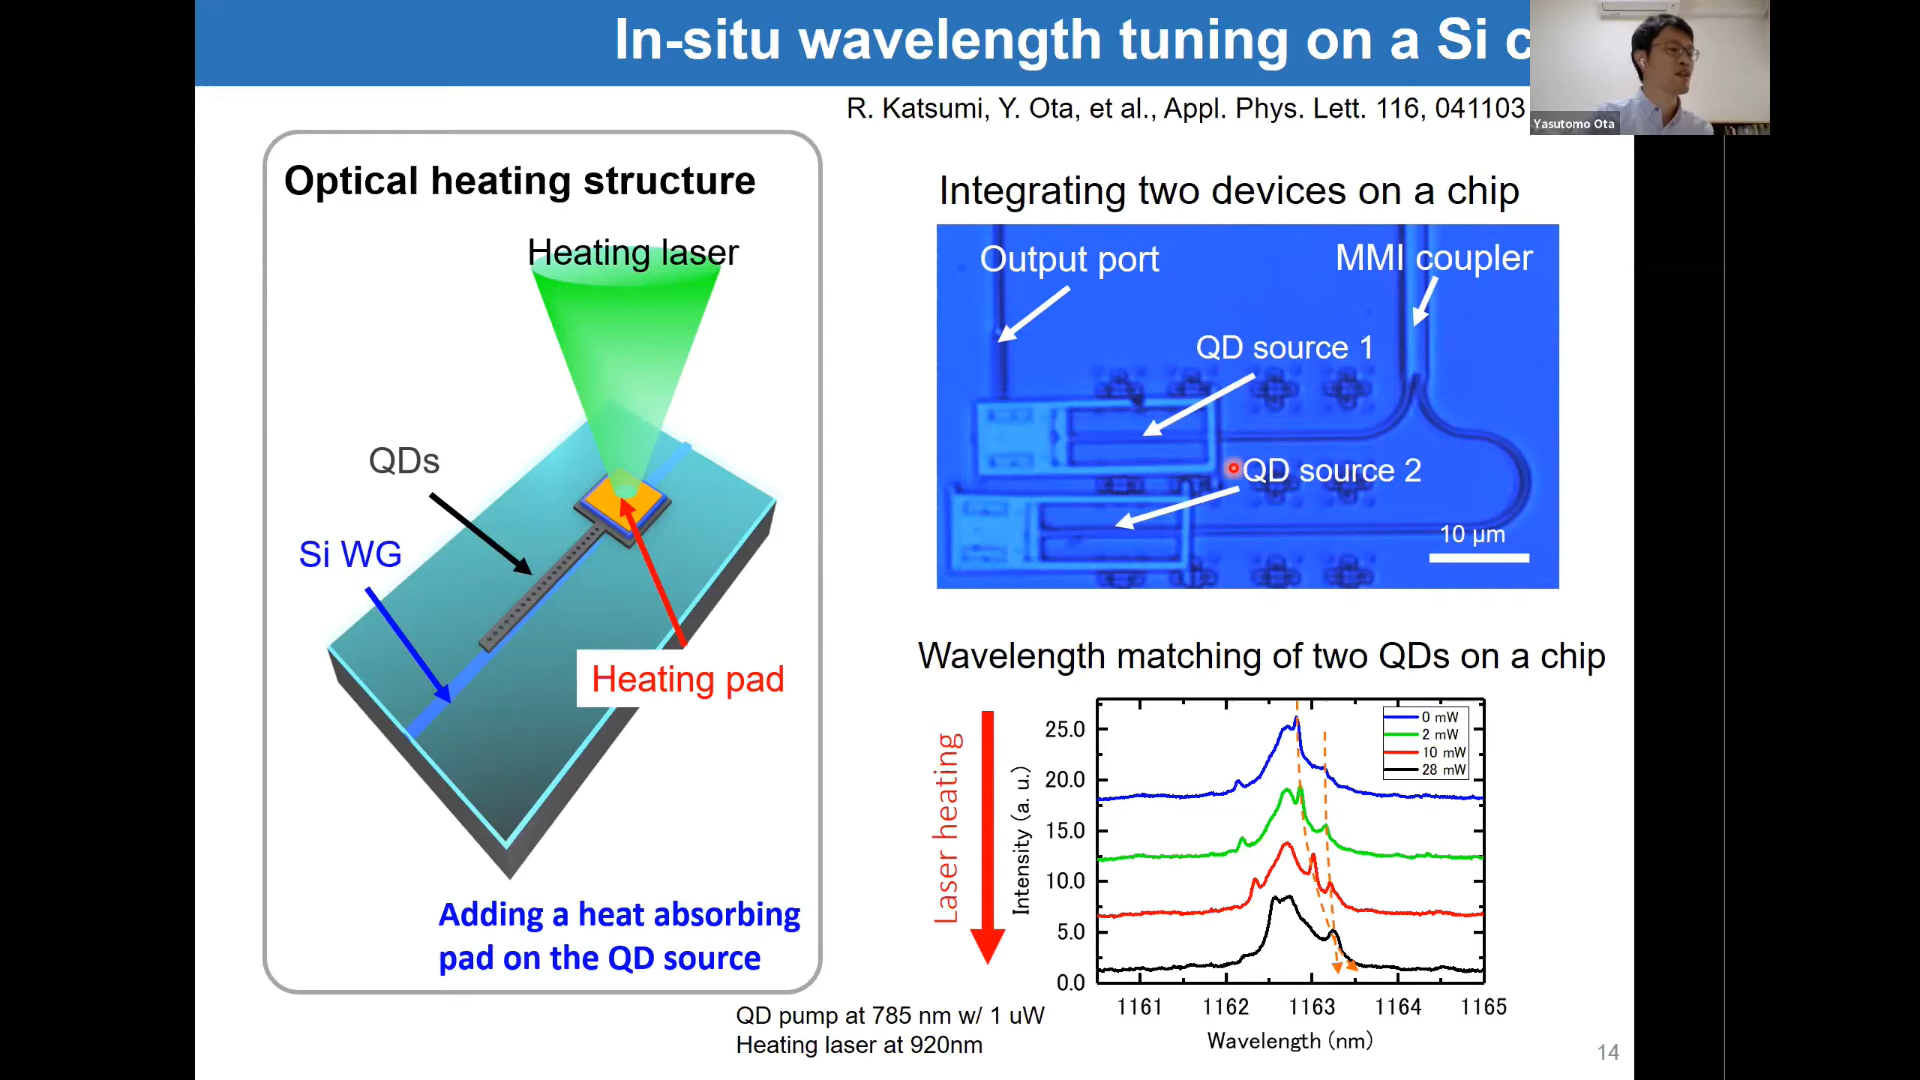 In-situ wavelength tuning on a Si c
R. Katsumi, Y. Ota, et al., Appl. Phys. Lett. 116, 041103
Yasutomo Ota
Optical heating structure
Heating laser
QDs
Si WG
Heating pad
Adding a heat absorbing
pad on the QD source
Integrating two devices on a chip
Output port
MMI coupler
QD source 1
QD source 2
10 μm
Wavelength matching of two QDs on a chip
Laser heating
Intensity (a. u.)
25.0
20.0
15.0
10.0
5.0
0.0
0 mW
2 mW
10 mW
28 mW
1161 1162 1163 1164 1165
Wavelength (nm)
QD pump at 785 nm w/ 1 uW
Heating laser at 920nm
14